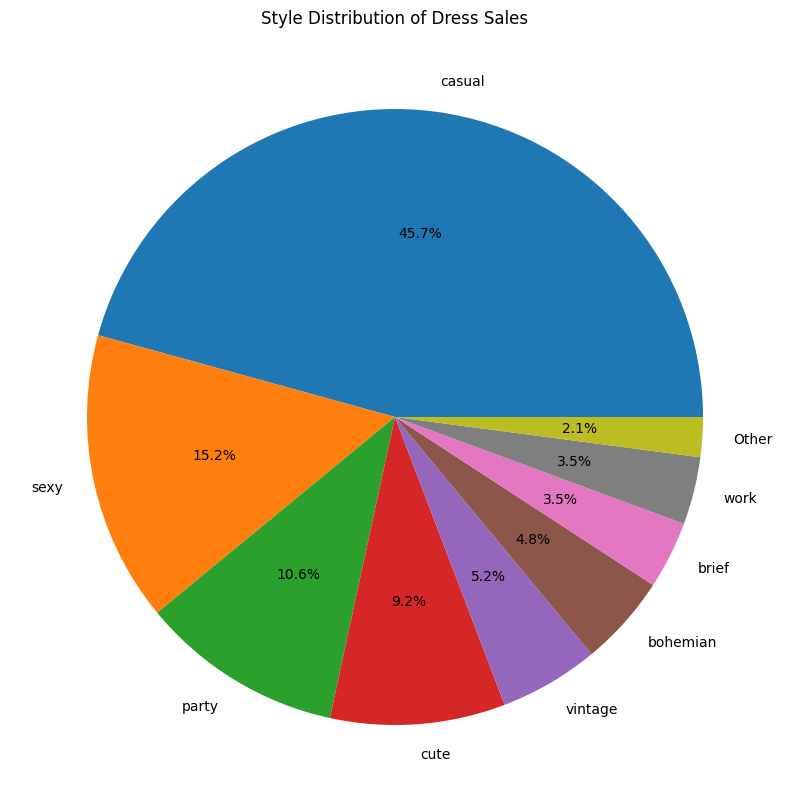 Style Distribution of Dress Sales
casual
45.7%
sexy
15.2%
party
10.6%
cute
9.2%
vintage
5.2%
bohemian
4.8%
brief
3.5%
work
3.5%
Other
2.1%